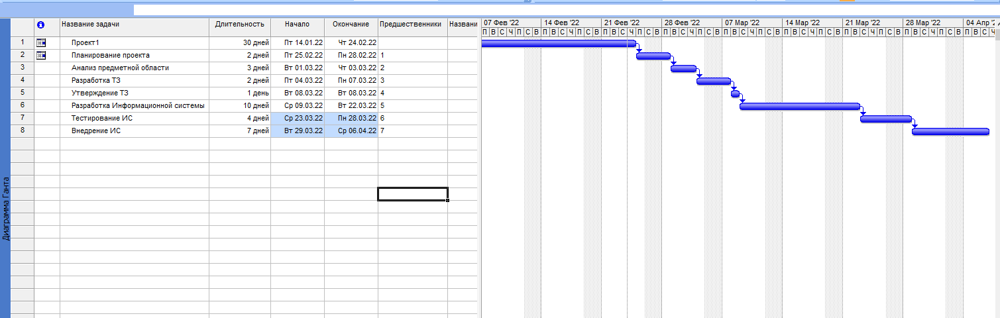 Название задачи Длительность Начало Окончание Предшественники Названи
07 Фев '22 14 Фев '22 21 Фев '22 28 Фев '22 07 Мар '22 14 Мар '22 21 Мар '22 28 Мар '22 04 Апр '2
П В С Ч П С В П В С Ч П С В П В С Ч П С В П В С Ч П С В П В С Ч П С В П В С Ч П С В П В С Ч П С В П В С Ч П С В П В С Ч
1 Проект1 30 дней Пт 14.01.22 Чт 24.02.22
2 Планирование проекта 2 дней Пт 25.02.22 Пн 28.02.22 1
3 Анализ предметной области 3 дней Вт 01.03.22 Чт 03.03.22 2
4 Разработка ТЗ 2 дней Пт 04.03.22 Пн 07.03.22 3
5 Утверждение ТЗ 1 день Вт 08.03.22 Вт 08.03.22 4
6 Разработка Информационной системы 10 дней Ср 09.03.22 Вт 22.03.22 5
7 Тестирование ИС 4 дней Ср 23.03.22 Пн 28.03.22 6
8 Внедрение ИС 7 дней Вт 29.03.22 Ср 06.04.22 7
Диаграмма Ганта